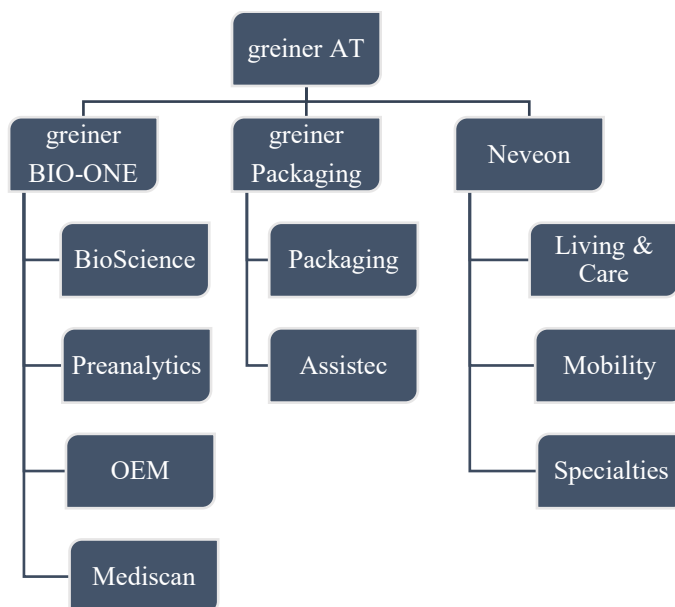 greiner AT
greiner
BIO-ONE
greiner
Packaging
Neveon
BioScience
Packaging
Living &
Care
Preanalytics
Assistec
Mobility
OEM
Specialties
Mediscan